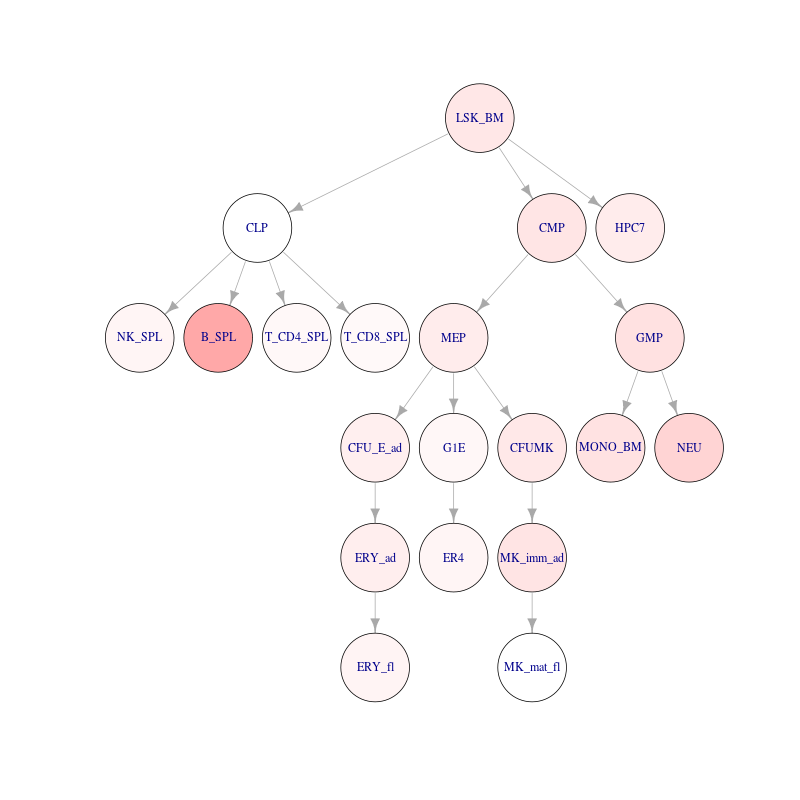 LSK_BM
CLP
CMP
HPC7
NK_SPL
B_SPL
T_CD4_SPL
T_CD8_SPL
MEP
GMP
CFU_E_ad
G1E
CFUMK
MONO_BM
NEU
ERY_ad
ER4
MK_imm_ad
ERY_fl
MK_mat_fl